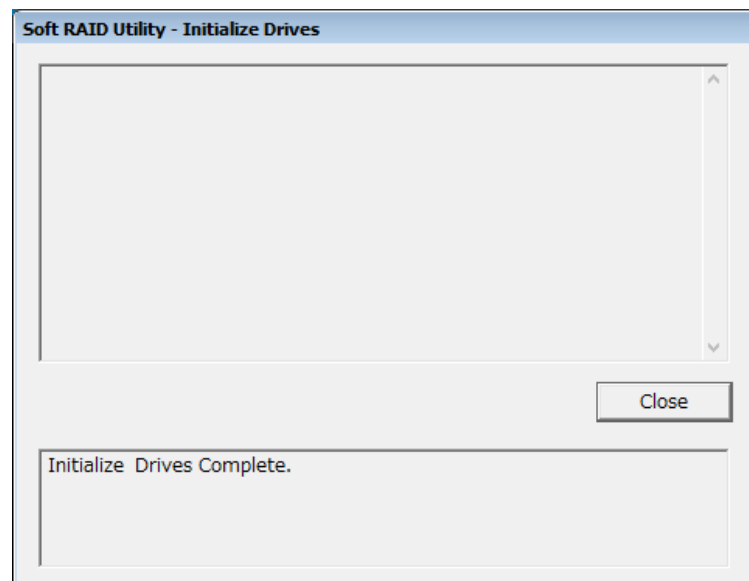 Soft RAID Utility - Initialize Drives
Close
Initialize Drives Complete.